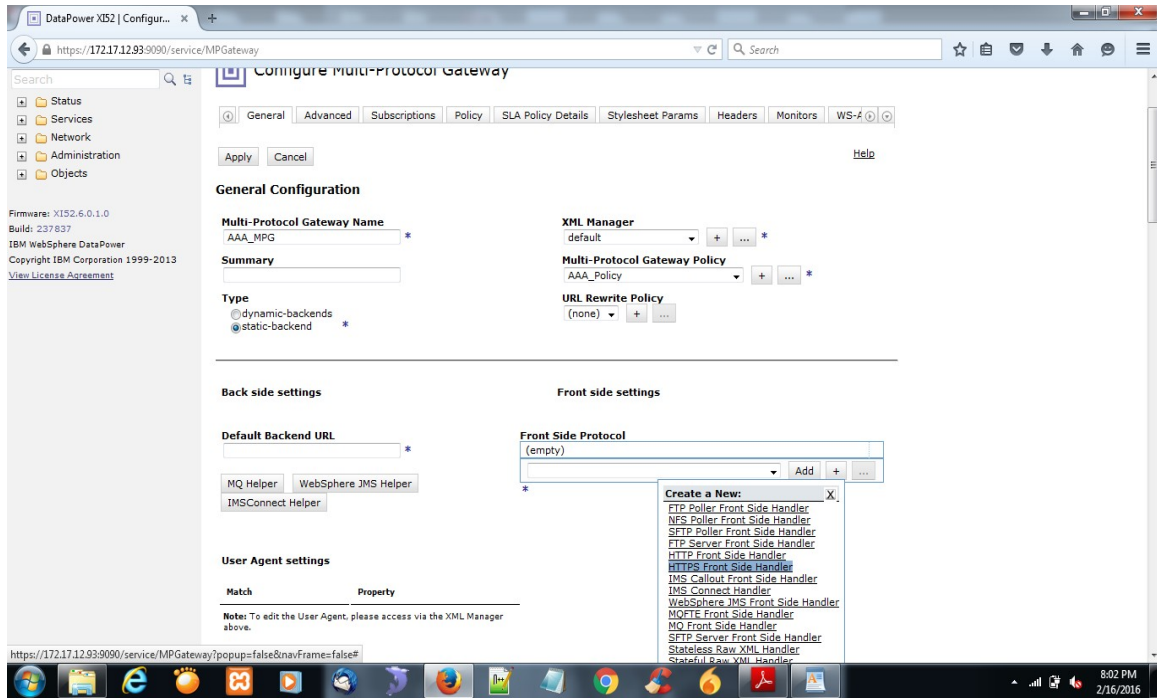 DataPower XI52 | Configur... × +
https://172.17.12.93:9090/service/MPGateway
Search
Search
Configure Multi-Protocol Gateway
Status
Services
Network
Administration
Objects
General Advanced Subscriptions Policy SLA Policy Details Stylesheet Params Headers Monitors WS-A
Apply Cancel Help
General Configuration
Firmware: XI52.6.0.1.0
Build: 237837
IBM WebSphere DataPower
Copyright IBM Corporation 1999-2013
View License Agreement
Multi-Protocol Gateway Name
AAA_MPG *
XML Manager
default + ... *
Summary
Multi-Protocol Gateway Policy
AAA_Policy + ... *
Type
dynamic-backends
static-backend *
URL Rewrite Policy
(none) + ...
Back side settings
Front side settings
Default Backend URL
*
Front Side Protocol
(empty)
Add + ...
*
MQ Helper WebSphere JMS Helper
IMSConnect Helper
Create a New: X
FTP Poller Front Side Handler
NFS Poller Front Side Handler
SFTP Poller Front Side Handler
FTP Server Front Side Handler
HTTP Front Side Handler
HTTPS Front Side Handler
IMS Callout Front Side Handler
IMS Connect Handler
WebSphere JMS Front Side Handler
MQFTE Front Side Handler
MQ Front Side Handler
SFTP Server Front Side Handler
Stateless Raw XML Handler
Stateful Raw XML Handler
User Agent settings
Match Property
Note: To edit the User Agent, please access via the XML Manager
above.
https://172.17.12.93:9090/service/MPGateway?popup=false&navFrame=false#
8:02 PM
2/16/2016